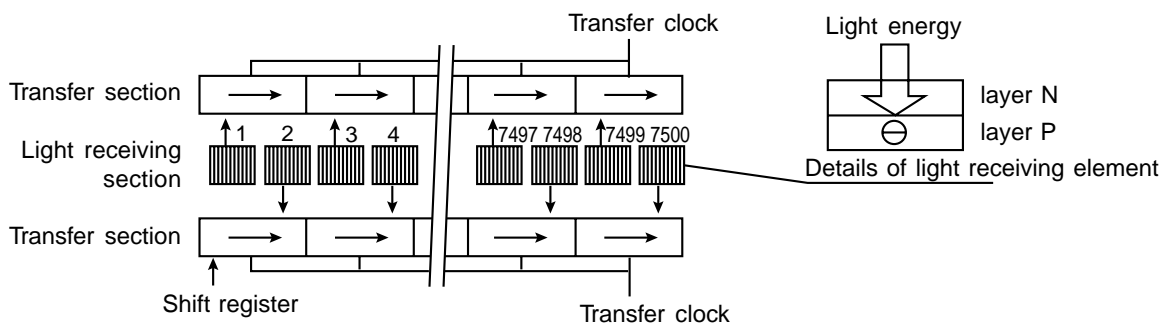 Transfer clock
Transfer section
1 2 3 4 7497 7498 7499 7500
Light receiving
section
Transfer section
Shift register
Transfer clock
Light energy
layer N
layer P
Details of light receiving element